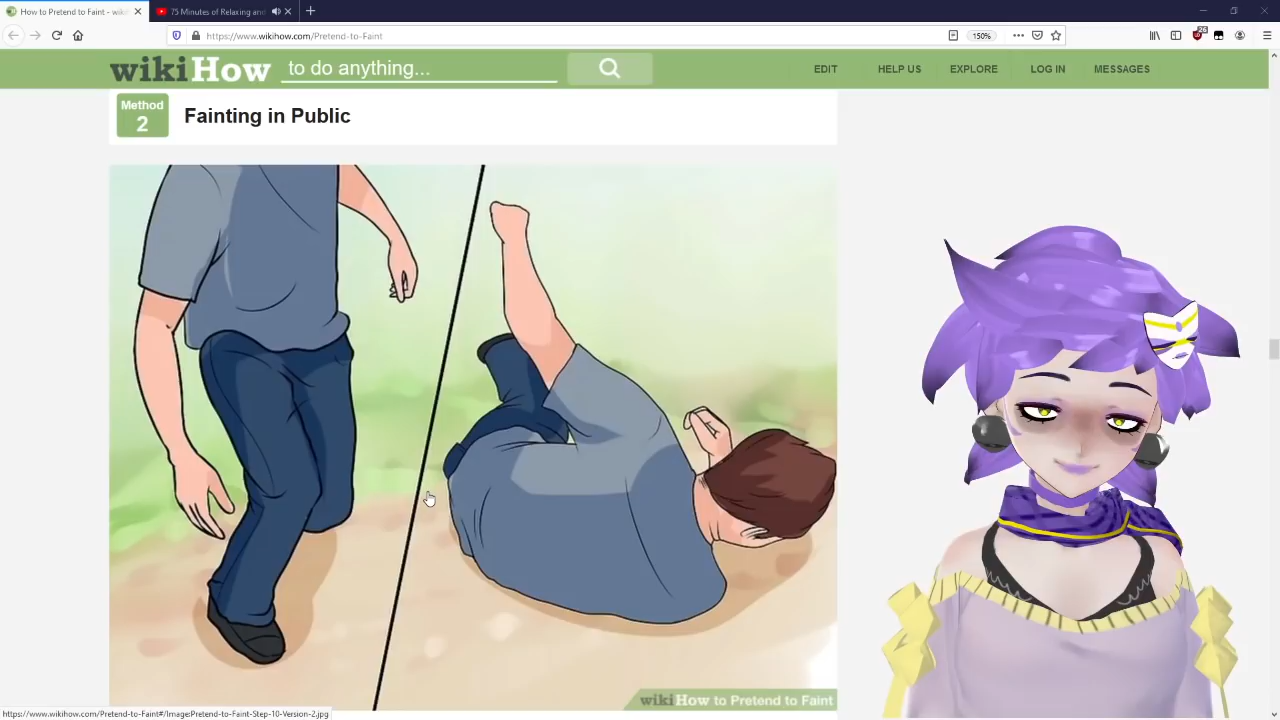 How to Pretend to Faint - wikiH
75 Minutes of Relaxing and
https://www.wikihow.com/Pretend-to-Faint
150%
wikiHow
to do anything...
EDIT
HELP US
EXPLORE
LOG IN
MESSAGES
Method
2
Fainting in Public
wikiHow to Pretend to Faint
https://www.wikihow.com/Pretend-to-Faint#/Image:Pretend-to-Faint-Step-10-Version-2.jpg